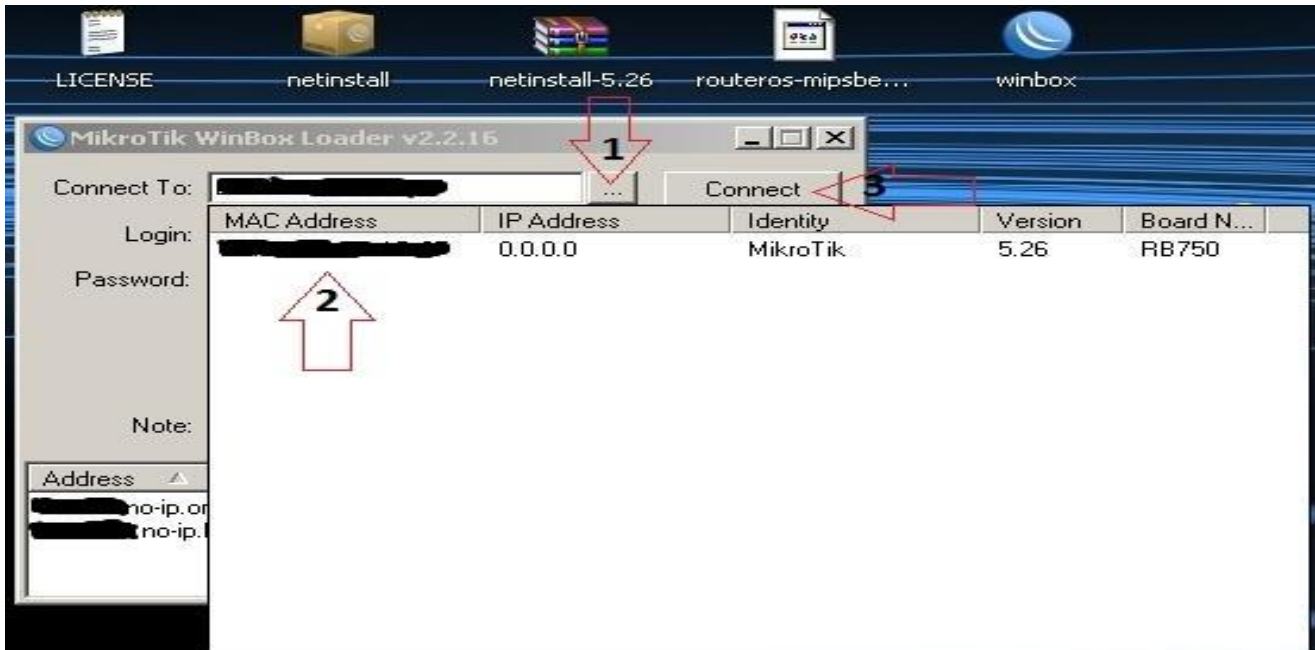 LICENSE
netinstall
netinstall-5.26
routeros-mipsbe...
winbox
MikroTik WinBox Loader v2.2.16
1
Connect To:
...
Connect
3
MAC Address IP Address Identity Version Board N...
Login:
0.0.0.0 MikroTik 5.26 RB750
Password:
2
Note:
Address
no-ip.or
no-ip.